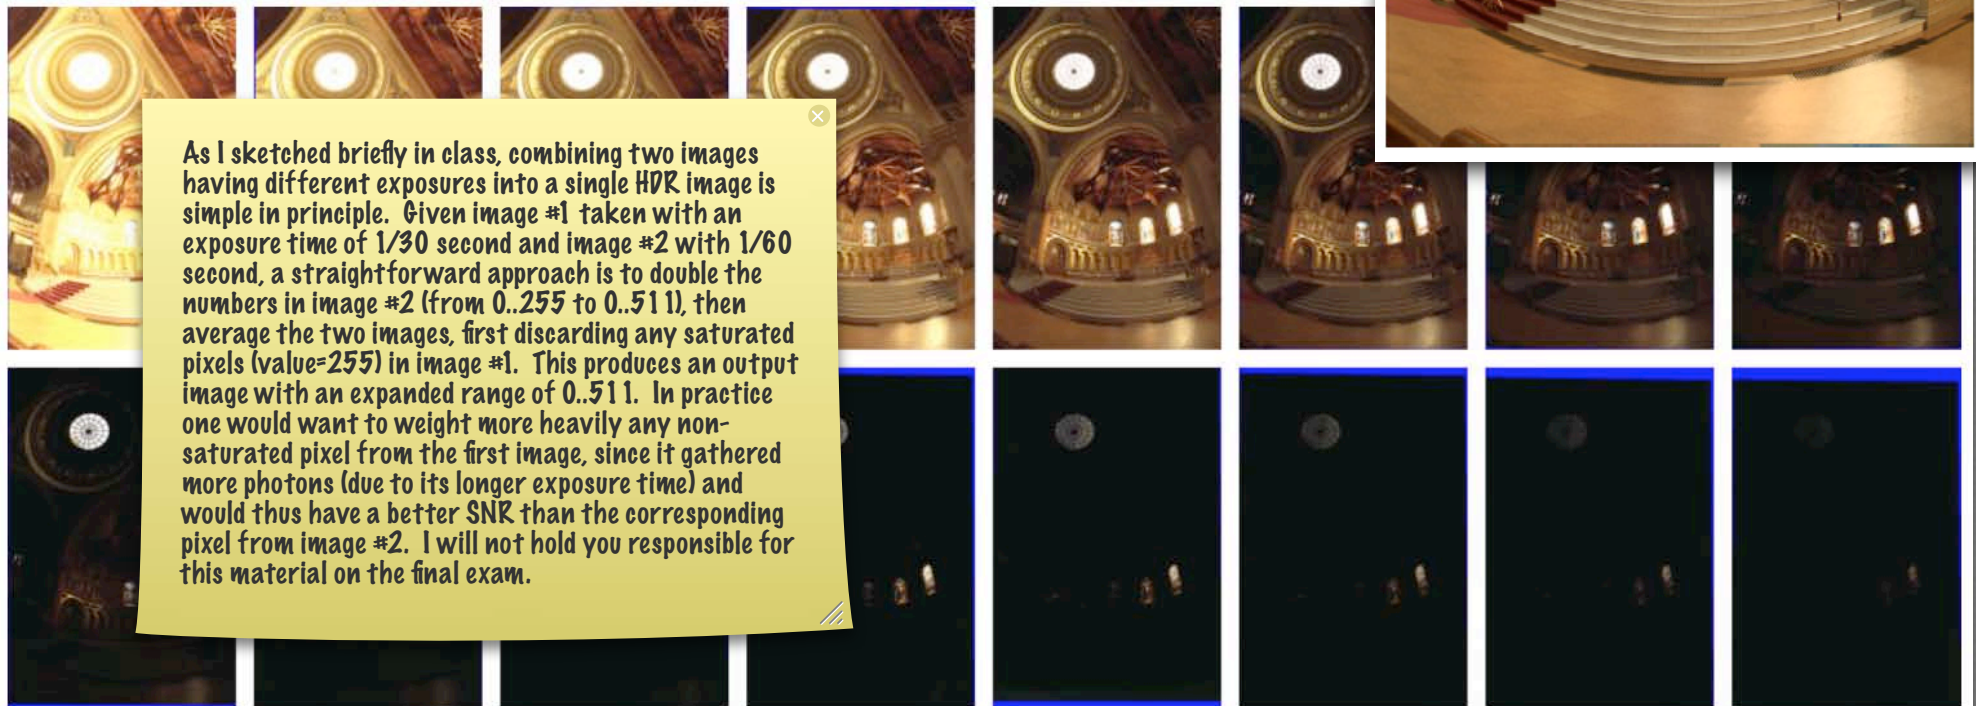 As I sketched briefly in class, combining two images
having different exposures into a single HDR image is
simple in principle. Given image #1 taken with an
exposure time of 1/30 second and image #2 with 1/60
second, a straightforward approach is to double the
numbers in image #2 (from 0..255 to 0..511), then
average the two images, first discarding any saturated
pixels (value=255) in image #1. This produces an output
image with an expanded range of 0..511. In practice
one would want to weight more heavily any non-
saturated pixel from the first image, since it gathered
more photons (due to its longer exposure time) and
would thus have a better SNR than the corresponding
pixel from image #2. I will not hold you responsible for
this material on the final exam.